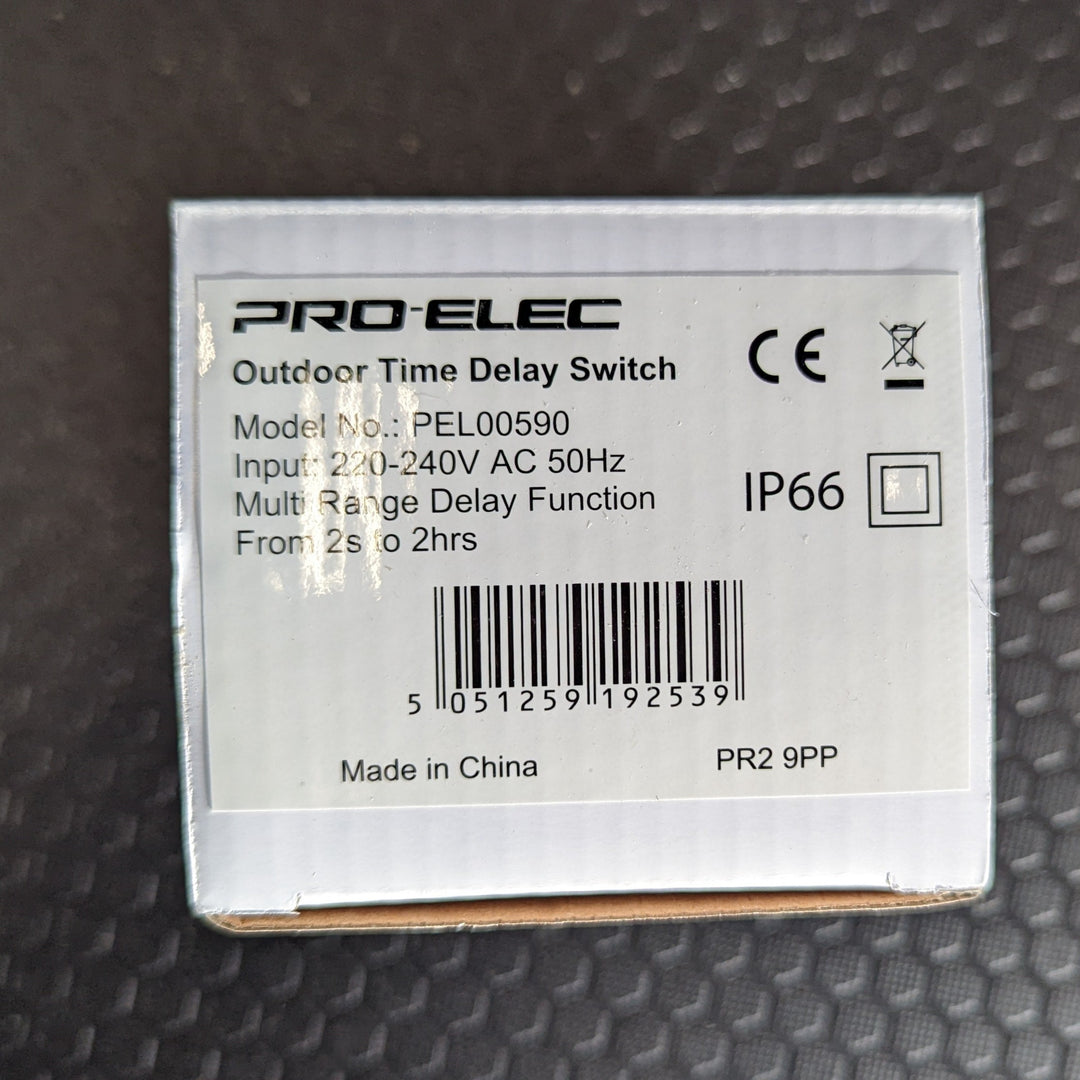 PRO-ELEC
Outdoor Time Delay Switch
Model No.: PEL00590
Input: 220-240V AC 50Hz
Multi Range Delay Function
From 2s to 2hrs
CE
IP66
5 051259 192539
Made in China
PR2 9PP